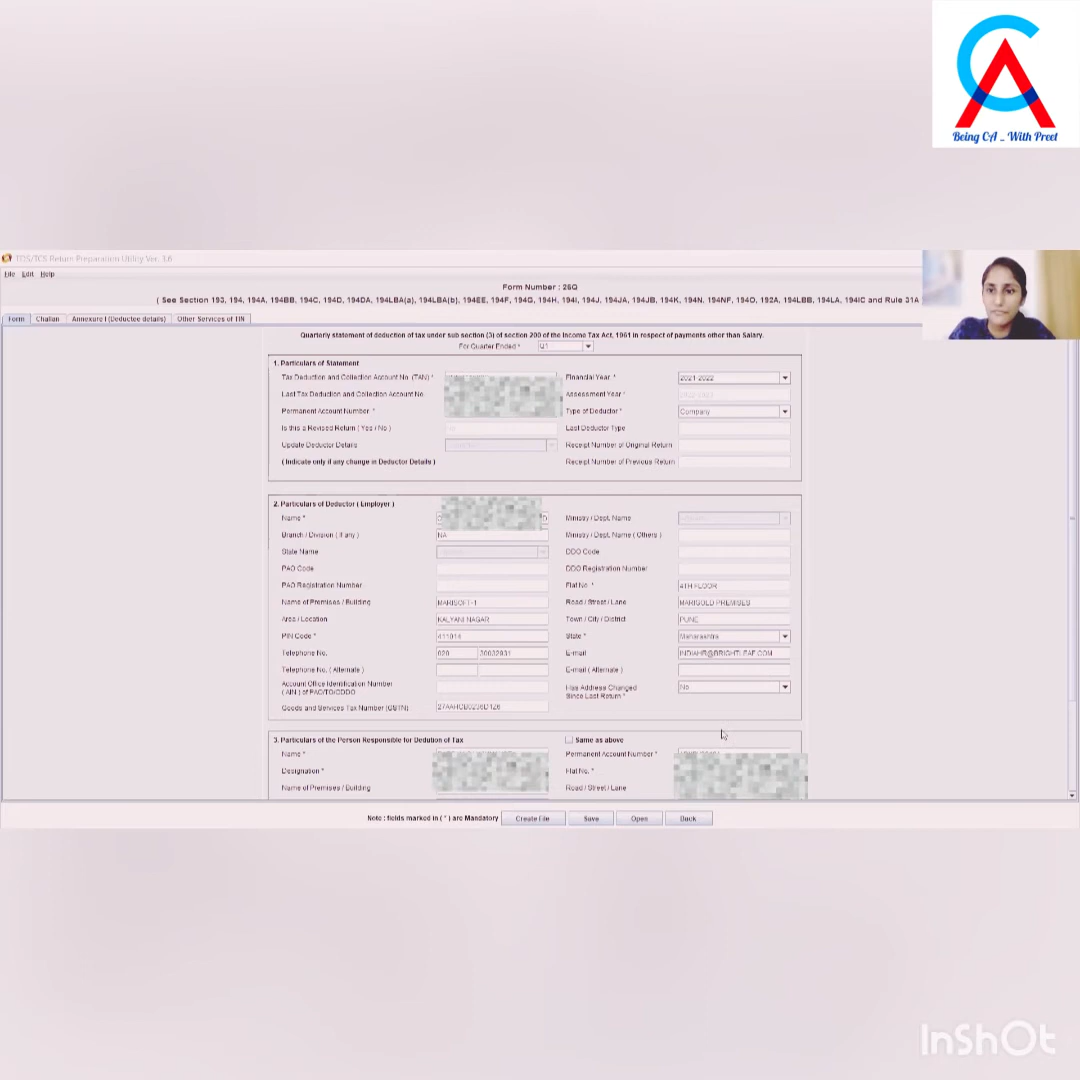 Being CA _ With Preet
TDS/TCS Return Preparation Utility Ver. 3.6
File Edit Help
Form Number : 26Q
( See Section 193, 194, 194A, 194BB, 194C, 194D, 194DA, 194LBA(a), 194LBA(b), 194EE, 194F, 194G, 194H, 194I, 194J, 194JA, 194JB, 194K, 194N, 194NF, 194O, 192A, 194LBB, 194LA, 194IC and Rule 31A
Form Challan Annexure I (Deductee details) Other Services of TIN
Quarterly statement of deduction of tax under sub section (3) of section 200 of the Income Tax Act, 1961 in respect of payments other than Salary.
For Quarter Ended * Q1
1. Particulars of Statement
Tax Deduction and Collection Account No. (TAN) * Financial Year * 2021-2022
Last Tax Deduction and Collection Account No. Assessment Year * 2022-2023
Permanent Account Number * Type of Deductor * Company
Is this a Revised Return ( Yes / No ) No Last Deductor Type
Update Deductor Details Receipt Number of Original Return
( Indicate only if any change in Deductor Details ) Receipt Number of Previous Return
2. Particulars of Deductor ( Employer )
Name * Ministry / Dept. Name
Branch / Division ( if any ) NA Ministry / Dept. Name ( Others )
State Name DDO Code
PAO Code DDO Registration Number
PAO Registration Number Flat No. * 4TH FLOOR
Name of Premises / Building MARISOFT-1 Road / Street / Lane MARIGOLD PREMISES
Area / Location KALYANI NAGAR Town / City / District PUNE
PIN Code * 411014 State * Maharashtra
Telephone No. 020 30032931 E-mail INDIAHR@BRIGHTLEAF.COM
Telephone No. ( Alternate ) E-mail ( Alternate )
Account Office Identification Number
( AIN ) of PAO/TO/CDDO Has Address Changed
Since Last Return * No
Goods and Services Tax Number (GSTN)
3. Particulars of the Person Responsible for Dedution of Tax Same as above
Name * Permanent Account Number *
Designation * Flat No. *
Name of Premises / Building Road / Street / Lane
Note : fields marked in ( * ) are Mandatory Create File Save Open Back
InShOt